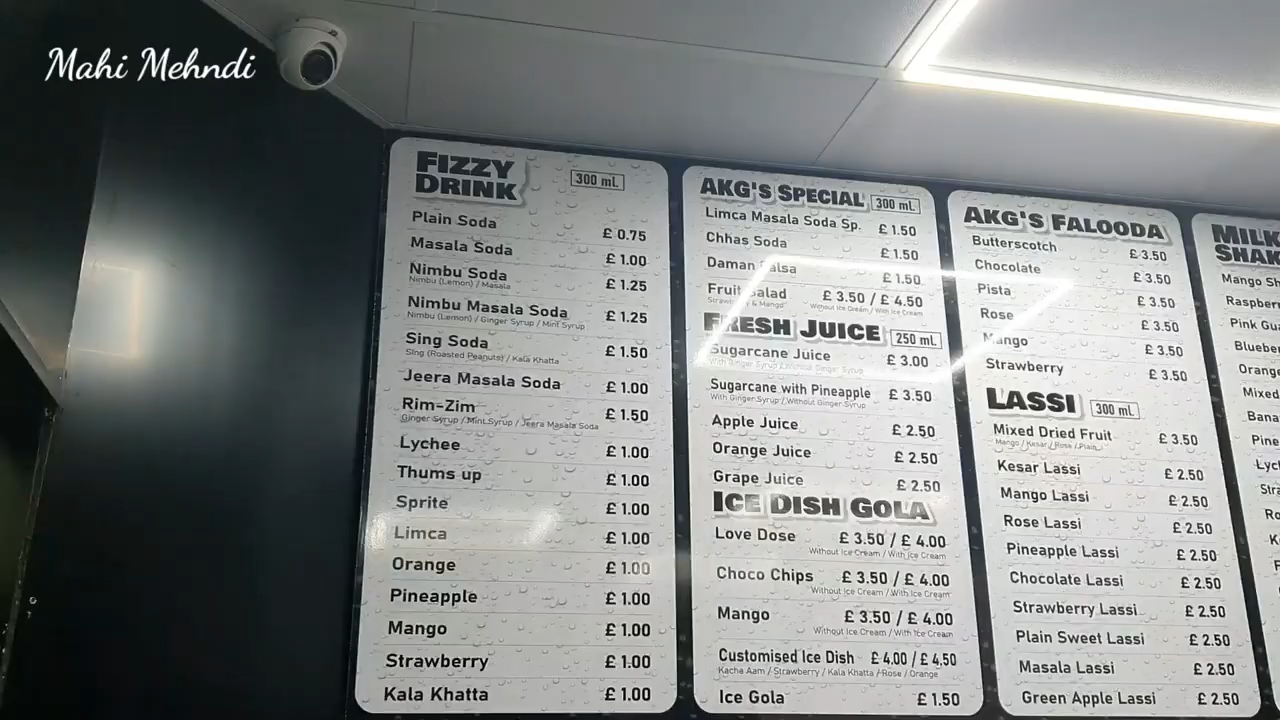 Mahi Mehndi
FIZZY
DRINK
300 ml.
Plain Soda £ 0.75
Masala Soda £ 1.00
Nimbu Soda £ 1.25
Nimbu (Lemon) / Masala
Nimbu Masala Soda £ 1.25
Nimbu (Lemon) / Ginger Syrup / Mint Syrup
Sing Soda £ 1.50
Sing (Roasted Peanuts) / Kala Khatta
Jeera Masala Soda £ 1.00
Rim-Zim £ 1.50
Ginger Syrup / Mint Syrup / Jeera Masala Soda
Lychee £ 1.00
Thums up £ 1.00
Sprite £ 1.00
Limca £ 1.00
Orange £ 1.00
Pineapple £ 1.00
Mango £ 1.00
Strawberry £ 1.00
Kala Khatta £ 1.00
AKG'S SPECIAL 300 ml.
Limca Masala Soda Sp. £ 1.50
Chhas Soda £ 1.50
Daman £ 1.50
Fruit Salad £ 3.50 / £ 4.50
Strawberry & Mango Without Ice Cream / With Ice Cream
FRESH JUICE 250 ml.
Sugarcane Juice £ 3.00
With Ginger Syrup / Without Ginger Syrup
Sugarcane with Pineapple £ 3.50
With Ginger Syrup / Without Ginger Syrup
Apple Juice £ 2.50
Orange Juice £ 2.50
Grape Juice £ 2.50
ICE DISH GOLA
Love Dose £ 3.50 / £ 4.00
Without Ice Cream / With Ice Cream
Choco Chips £ 3.50 / £ 4.00
Without Ice Cream / With Ice Cream
Mango £ 3.50 / £ 4.00
Without Ice Cream / With Ice Cream
Customised Ice Dish £ 4.00 / £ 4.50
Kacha Aam / Strawberry / Kala Khatta / Rose / Orange
Ice Gola £ 1.50
AKG'S FALOODA
Butterscotch £ 3.50
Chocolate £ 3.50
Pista £ 3.50
Rose £ 3.50
Mango £ 3.50
Strawberry £ 3.50
LASSI 300 ml.
Mixed Dried Fruit £ 3.50
Mango / Kesar / Rose / Plain
Kesar Lassi £ 2.50
Mango Lassi £ 2.50
Rose Lassi £ 2.50
Pineapple Lassi £ 2.50
Chocolate Lassi £ 2.50
Strawberry Lassi £ 2.50
Plain Sweet Lassi £ 2.50
Masala Lassi £ 2.50
Green Apple Lassi £ 2.50
MILK
SHAK
Mango Sh
Raspber
Pink Gu
Blueber
Orange
Mixed
Bana
Pine
Lyc
Stra
Ro
K